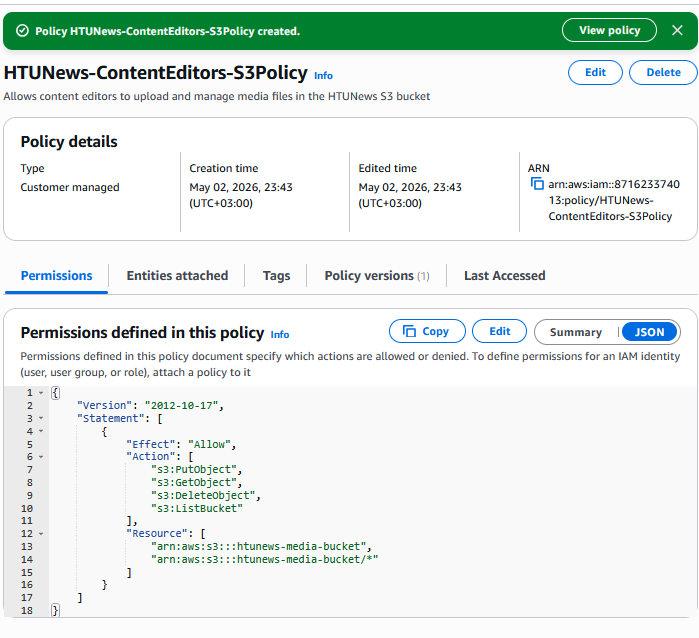 Policy HTUNews-ContentEditors-S3Policy created.
View policy
HTUNews-ContentEditors-S3Policy Info
Edit
Delete
Allows content editors to upload and manage media files in the HTUNews S3 bucket
Policy details
Type
Customer managed
Creation time
May 02, 2026, 23:43
(UTC+03:00)
Edited time
May 02, 2026, 23:43
(UTC+03:00)
ARN
arn:aws:iam::8716233740
13:policy/HTUNews-
ContentEditors-S3Policy
Permissions
Entities attached
Tags
Policy versions (1)
Last Accessed
Permissions defined in this policy Info
Copy
Edit
Summary
JSON
Permissions defined in this policy document specify which actions are allowed or denied. To define permissions for an IAM identity
(user, user group, or role), attach a policy to it
1 {
2 "Version": "2012-10-17",
3 "Statement": [
4 {
5 "Effect": "Allow",
6 "Action": [
7 "s3:PutObject",
8 "s3:GetObject",
9 "s3:DeleteObject",
10 "s3:ListBucket"
11 ],
12 "Resource": [
13 "arn:aws:s3:::htunews-media-bucket",
14 "arn:aws:s3:::htunews-media-bucket/*"
15 ]
16 }
17 ]
18 }